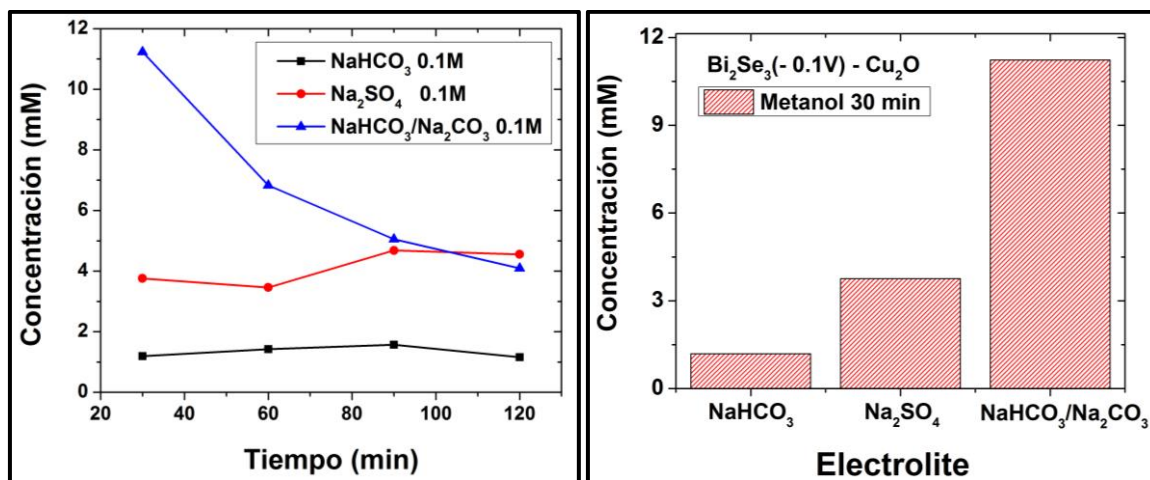 Concentración (mM)
12
10
8
6
4
2
0
NaHCO₃ 0.1M
Na₂SO₄ 0.1M
NaHCO₃/Na₂CO₃ 0.1M
20 40 60 80 100 120
Tiempo (min)
Concentración (mM)
12
9
6
3
0
Bi₂Se₃(- 0.1V) - Cu₂O
Metanol 30 min
NaHCO₃ Na₂SO₄ NaHCO₃/Na₂CO₃
Electrolite